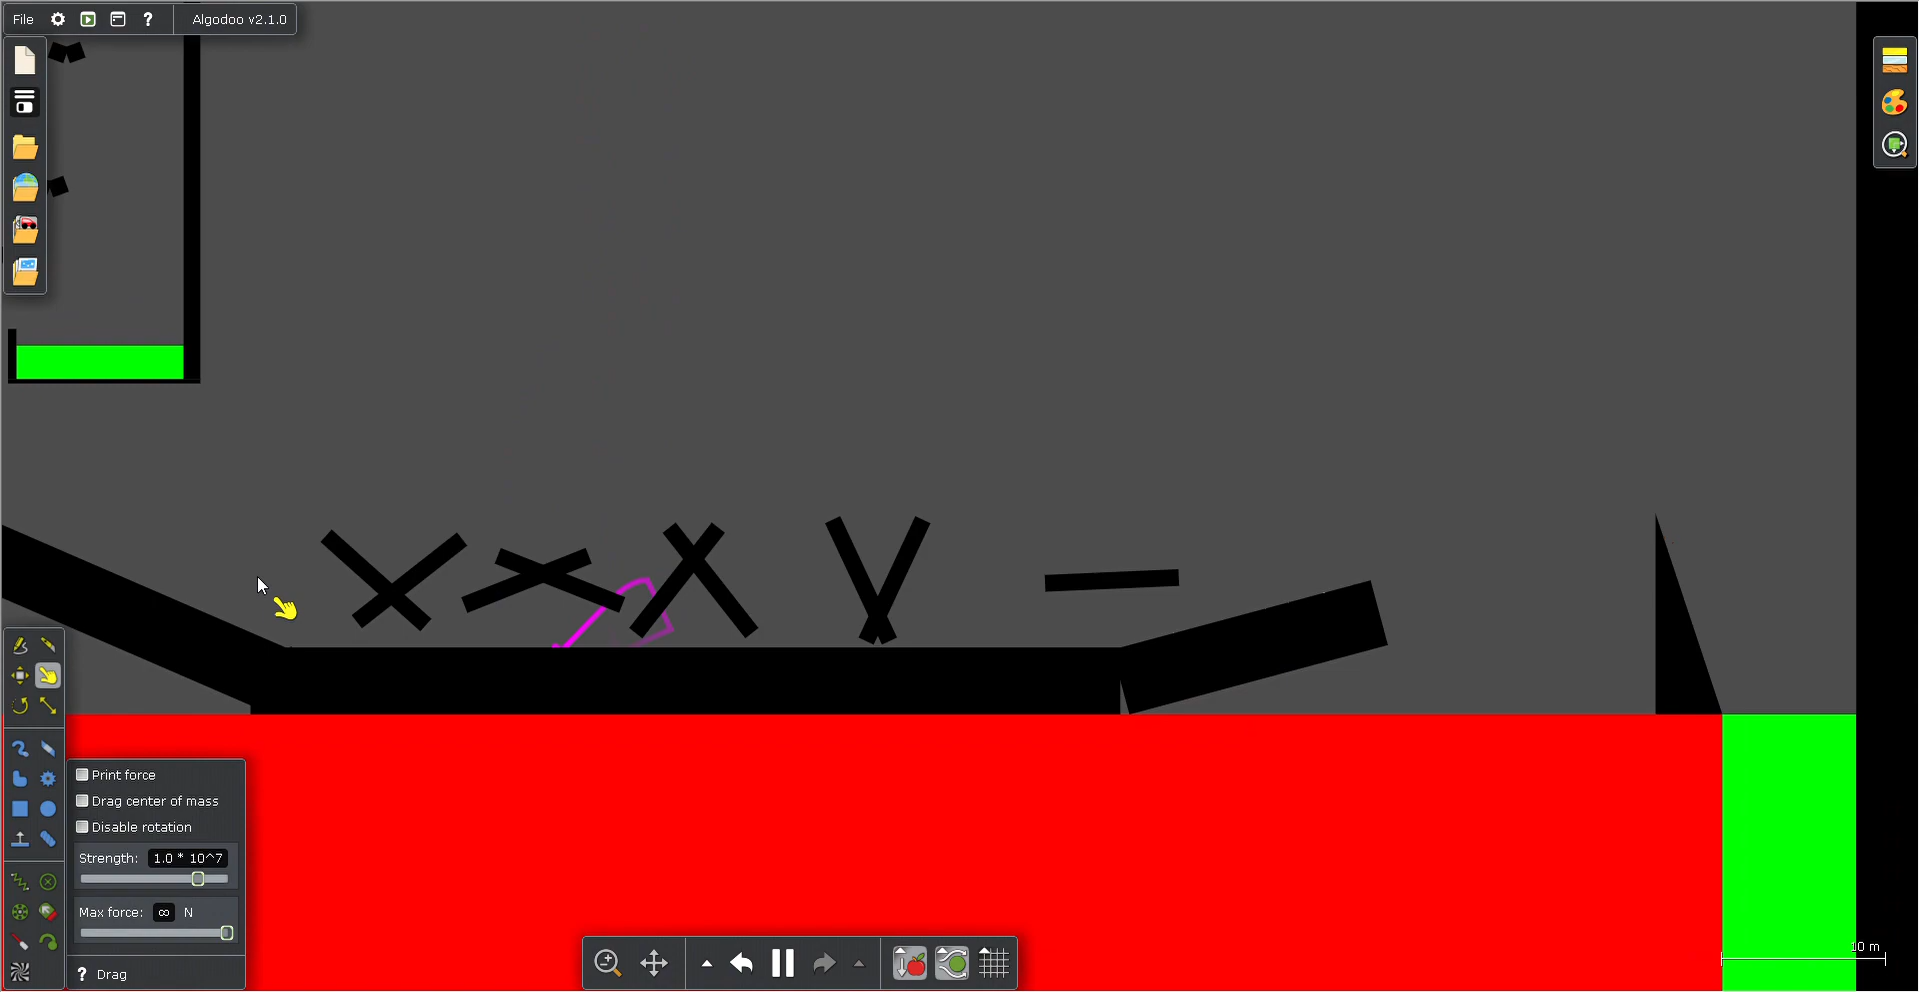 File ? Algodoo v2.1.0
Print force
Drag center of mass
Disable rotation
Strength: 1.0 * 10^7
Max force: ∞ N
? Drag
10 m